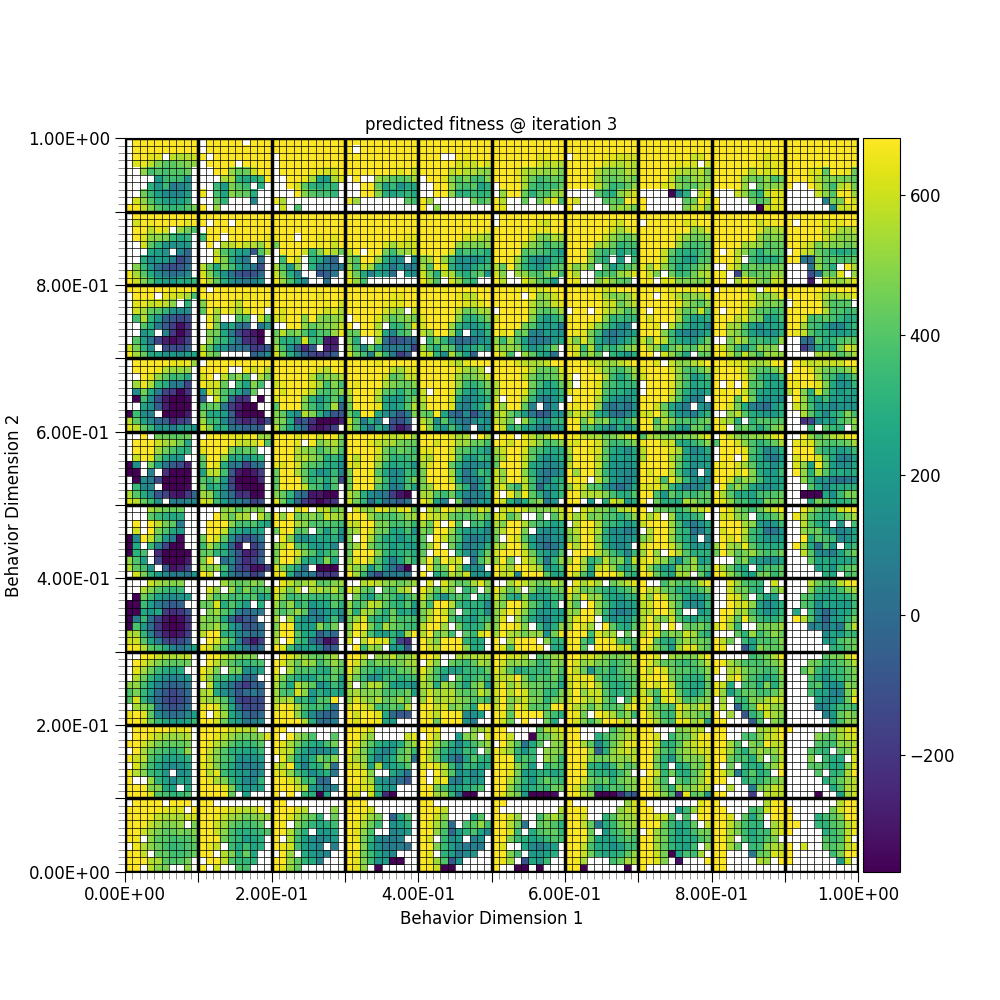 predicted fitness @ iteration 3
1.00E+00
8.00E-01
6.00E-01
4.00E-01
2.00E-01
0.00E+00
Behavior Dimension 2
0.00E+00 2.00E-01 4.00E-01 6.00E-01 8.00E-01 1.00E+00
Behavior Dimension 1
600
400
200
0
−200